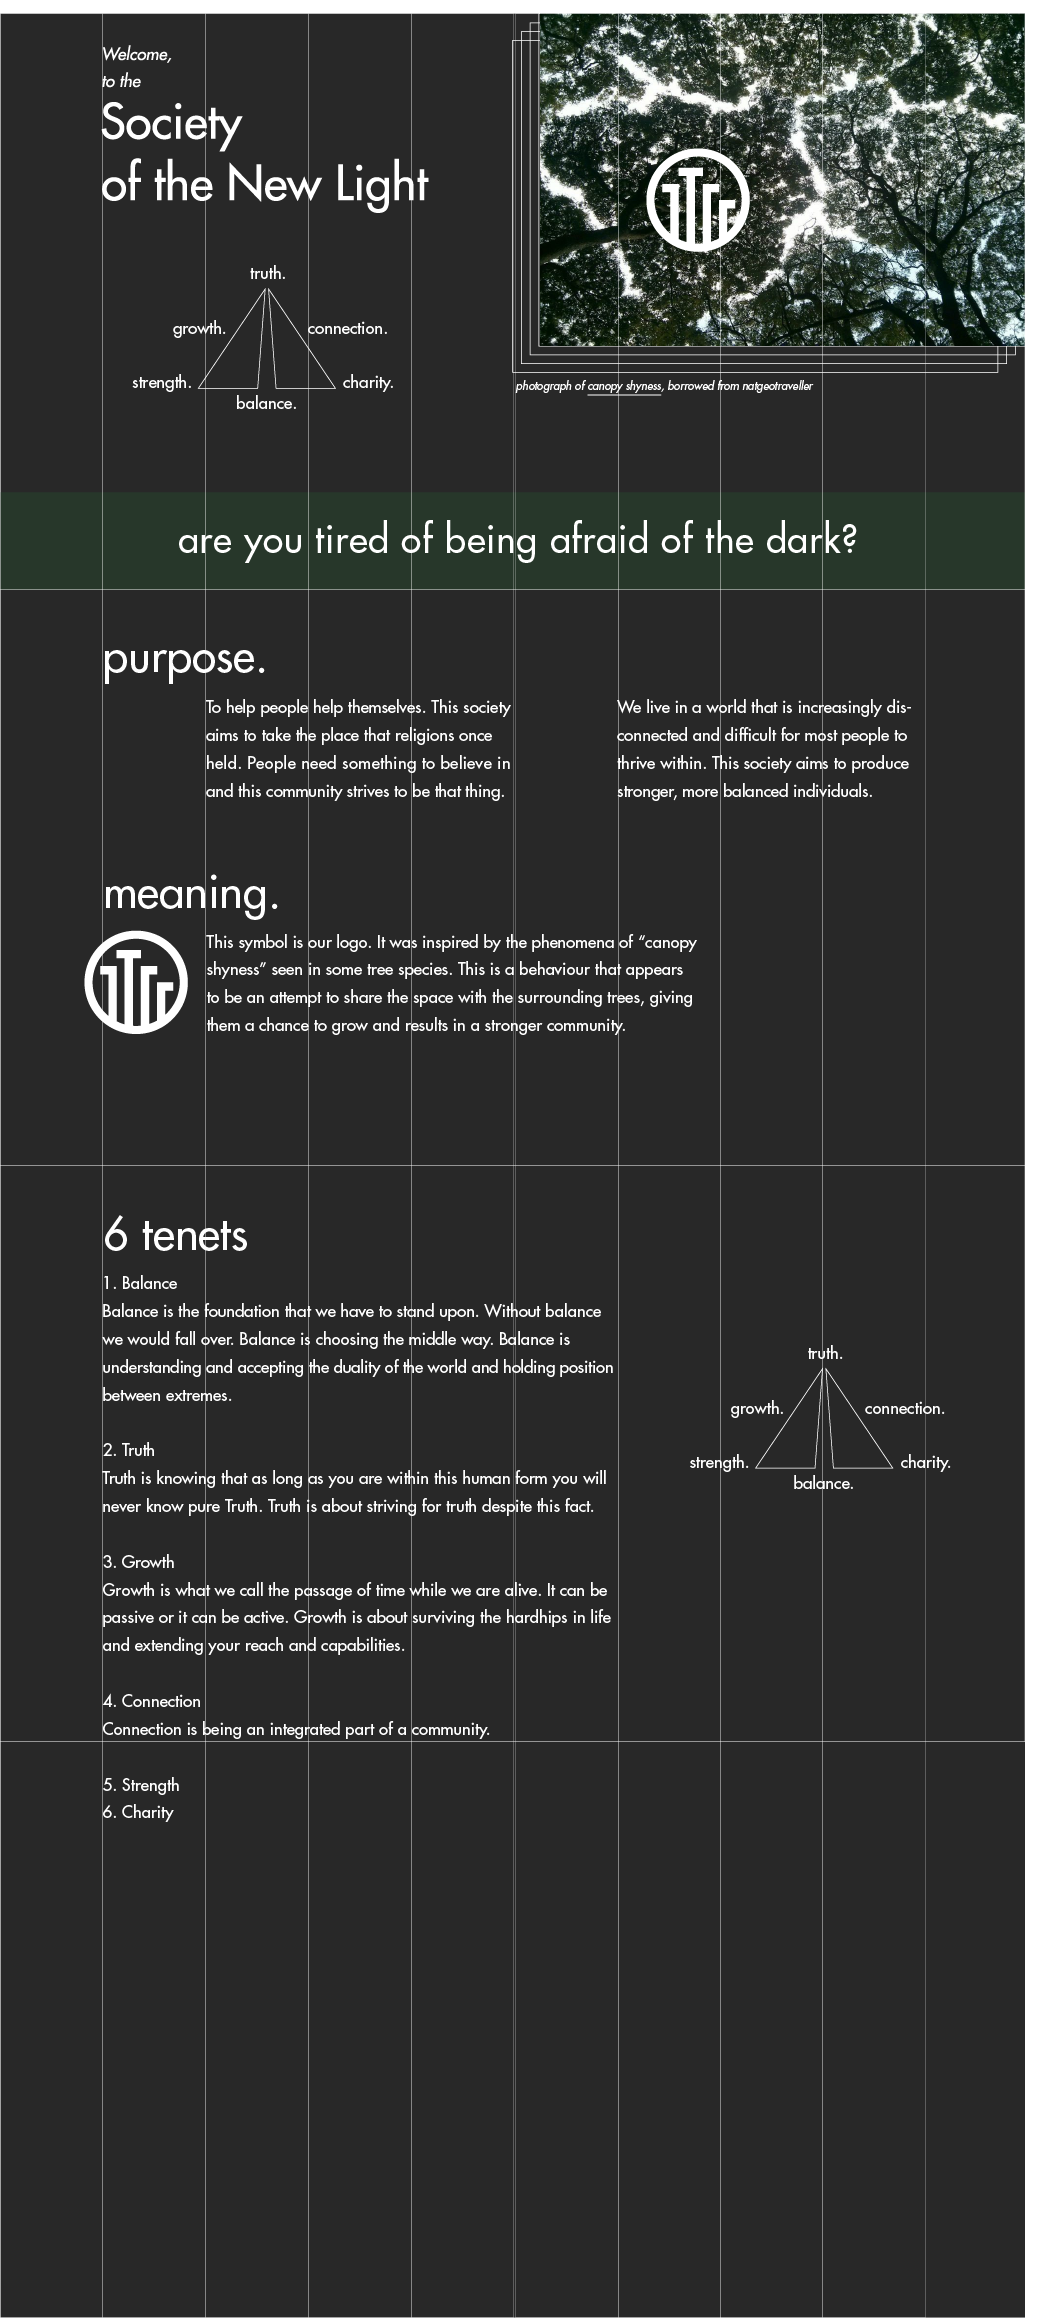 Welcome,
to the
Society
of the New Light
truth.
growth.
connection.
strength.
charity.
balance.
photograph of canopy shyness, borrowed from natgeotraveller
are you tired of being afraid of the dark?
purpose.
To help people help themselves. This society
aims to take the place that religions once
held. People need something to believe in
and this community strives to be that thing.
We live in a world that is increasingly dis-
connected and difficult for most people to
thrive within. This society aims to produce
stronger, more balanced individuals.
meaning.
This symbol is our logo. It was inspired by the phenomena of “canopy
shyness” seen in some tree species. This is a behaviour that appears
to be an attempt to share the space with the surrounding trees, giving
them a chance to grow and results in a stronger community.
6 tenets
1. Balance
Balance is the foundation that we have to stand upon. Without balance
we would fall over. Balance is choosing the middle way. Balance is
understanding and accepting the duality of the world and holding position
between extremes.
2. Truth
Truth is knowing that as long as you are within this human form you will
never know pure Truth. Truth is about striving for truth despite this fact.
3. Growth
Growth is what we call the passage of time while we are alive. It can be
passive or it can be active. Growth is about surviving the hardhips in life
and extending your reach and capabilities.
4. Connection
Connection is being an integrated part of a community.
5. Strength
6. Charity
truth.
growth.
connection.
strength.
charity.
balance.